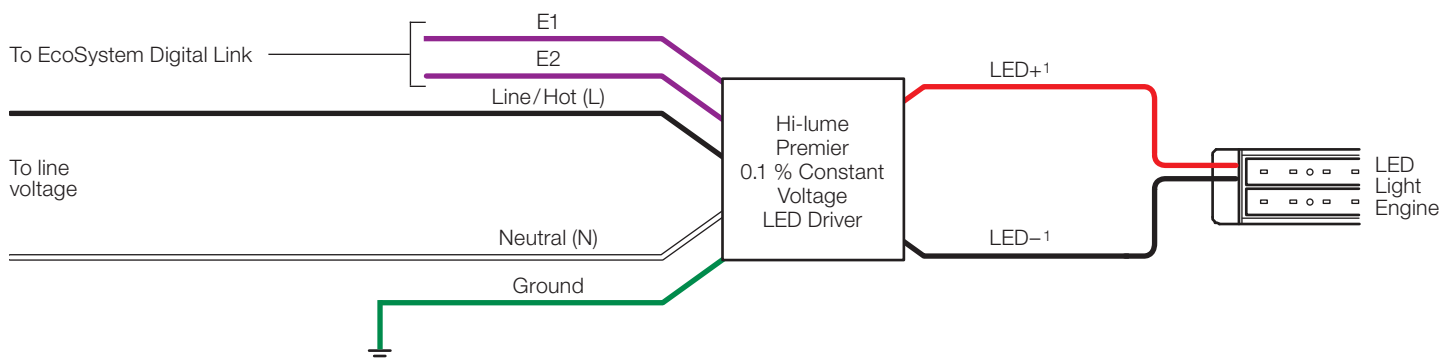 E1
To EcoSystem Digital Link
E2
Line/Hot (L)
To line
voltage
Neutral (N)
Ground
Hi-lume
Premier
0.1 % Constant
Voltage
LED Driver
LED+¹
LED–¹
LED
Light
Engine